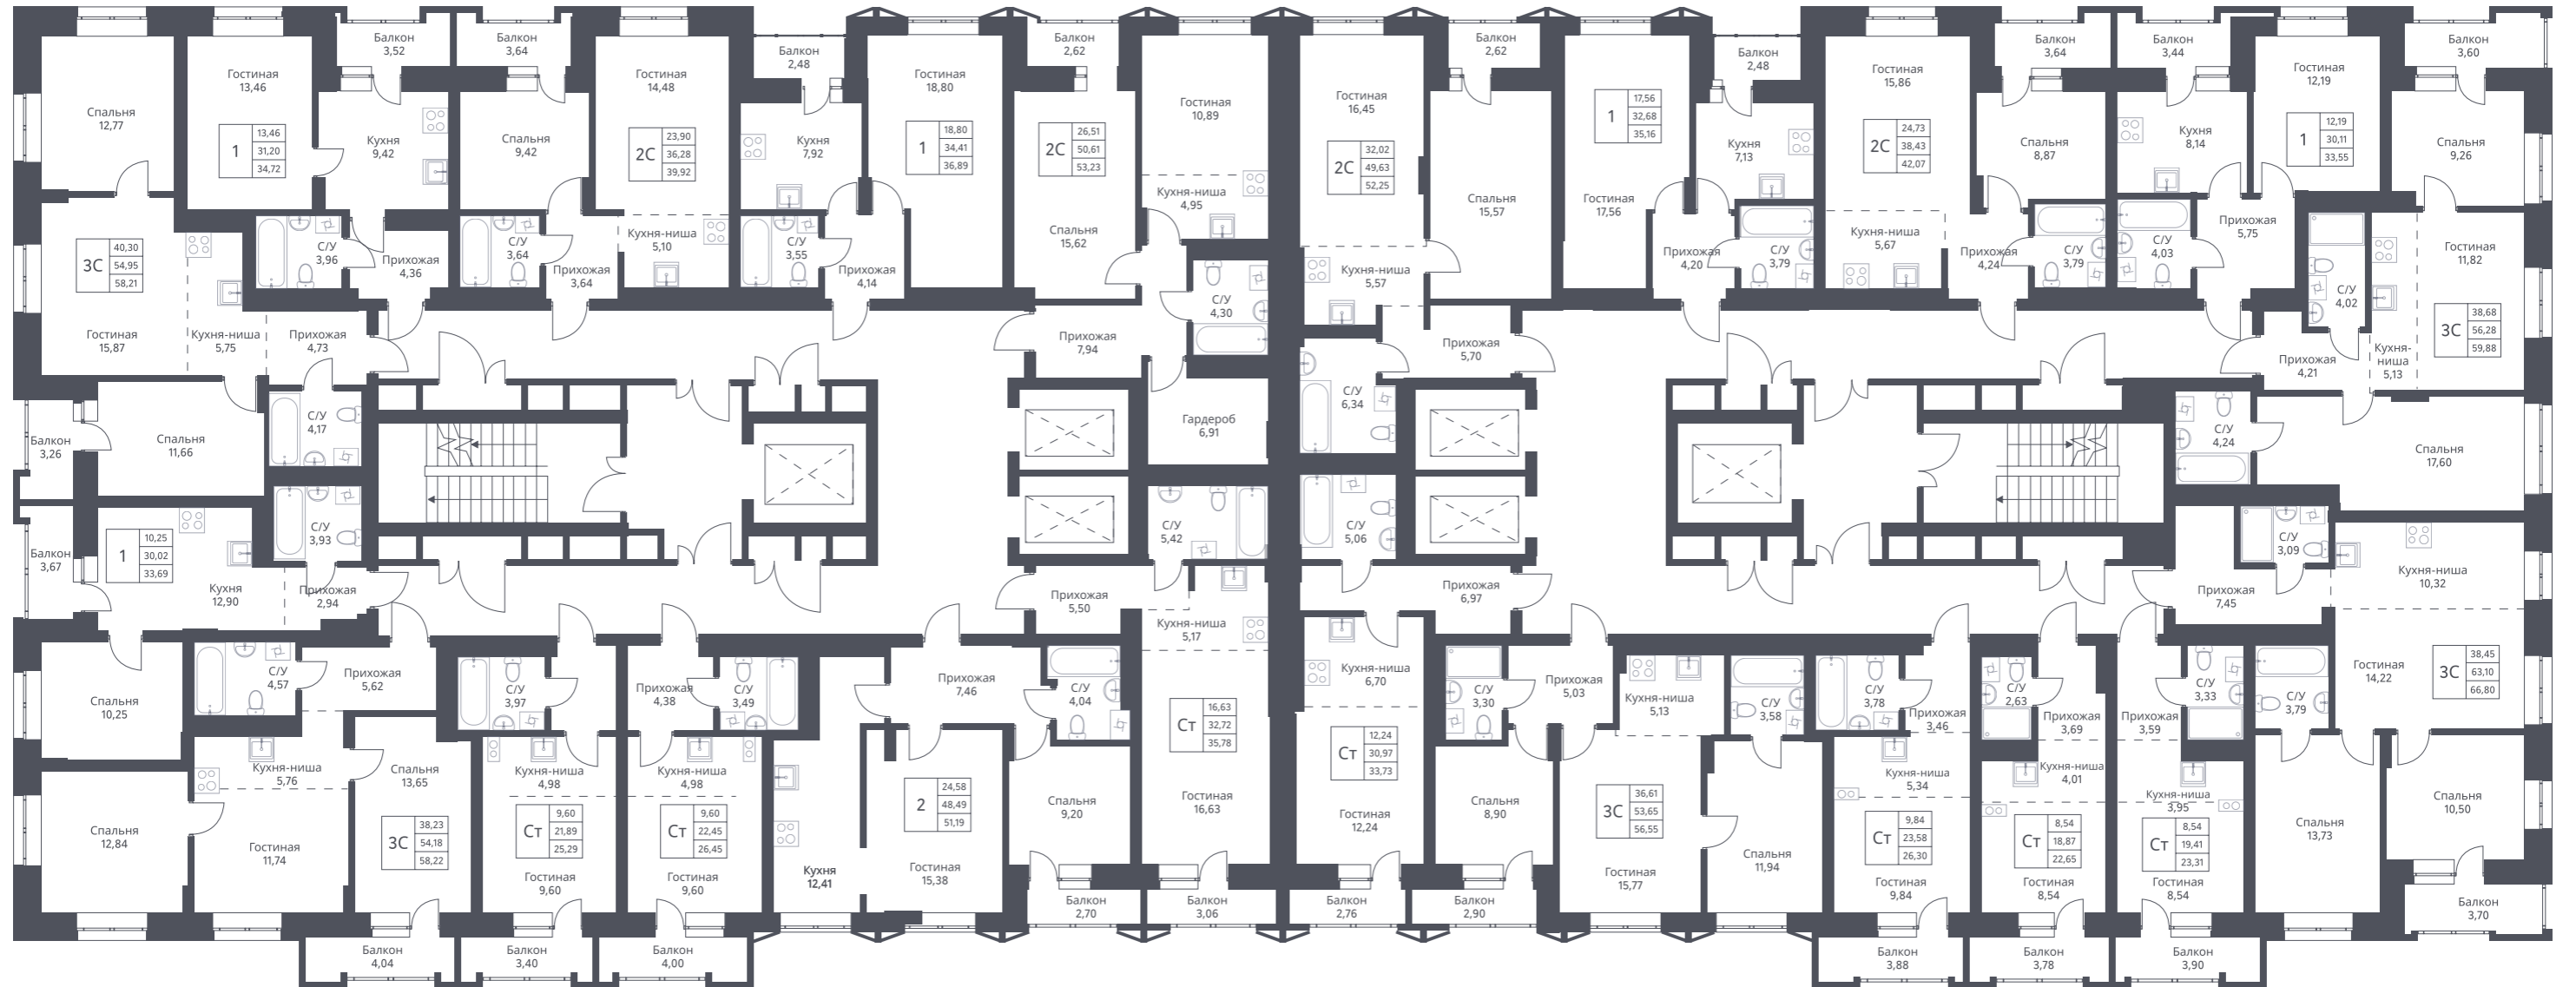 Спальня
12,77
Гостиная
13,46
1
13,46
31,20
34,72
Балкон
3,52
Кухня
9,42
Балкон
3,64
Спальня
9,42
Гостиная
14,48
2С
23,90
36,28
39,92
Кухня-ниша
5,10
Балкон
2,48
Кухня
7,92
Гостиная
18,80
1
18,80
34,41
36,89
Балкон
2,62
2С
26,51
50,61
53,23
Спальня
15,62
Гостиная
10,89
Кухня-ниша
4,95
Гостиная
16,45
2С
32,02
49,63
52,25
Кухня-ниша
5,57
Балкон
2,62
Спальня
15,57
1
17,56
32,68
35,16
Гостиная
17,56
Балкон
2,48
Кухня
7,13
Гостиная
15,86
2С
24,73
38,43
42,07
Кухня-ниша
5,67
Балкон
3,64
Спальня
8,87
Балкон
3,44
Кухня
8,14
Гостиная
12,19
1
12,19
30,11
33,55
Балкон
3,60
Спальня
9,26
3С
40,30
54,95
58,21
Гостиная
15,87
Кухня-ниша
5,75
С/У
3,96
Прихожая
4,36
Прихожая
4,73
С/У
3,64
Прихожая
3,64
С/У
3,55
Прихожая
4,14
Прихожая
7,94
С/У
4,30
Гардероб
6,91
С/У
6,34
Прихожая
5,70
Прихожая
4,20
С/У
3,79
Прихожая
4,24
С/У
3,79
С/У
4,03
Прихожая
5,75
С/У
4,02
Гостиная
11,82
3С
38,68
56,28
59,88
Прихожая
4,21
Кухня-
ниша
5,13
Балкон
3,26
Спальня
11,66
С/У
4,17
С/У
4,24
Спальня
17,60
Балкон
3,67
1
10,25
30,02
33,69
Кухня
12,90
С/У
3,93
Прихожая
2,94
Прихожая
5,50
С/У
5,42
Кухня-ниша
5,17
С/У
5,06
Прихожая
6,97
С/У
3,09
Прихожая
7,45
Кухня-ниша
10,32
Гостиная
14,22
3С
38,45
63,10
66,80
Спальня
10,25
С/У
4,57
Прихожая
5,62
С/У
3,97
Прихожая
4,38
С/У
3,49
Прихожая
7,46
С/У
4,04
Ст
16,63
32,72
35,78
Гостиная
16,63
Кухня-ниша
6,70
Ст
12,24
30,97
33,73
Гостиная
12,24
С/У
3,30
Прихожая
5,03
Кухня-ниша
5,13
С/У
3,58
С/У
3,78
Прихожая
3,46
С/У
2,63
Прихожая
3,69
Прихожая
3,59
С/У
3,33
С/У
3,79
Спальня
12,84
Кухня-ниша
5,76
Гостиная
11,74
Спальня
13,65
3С
38,23
54,18
58,22
Кухня-ниша
4,98
Ст
9,60
21,89
25,29
Гостиная
9,60
Кухня-ниша
4,98
Ст
9,60
22,45
26,45
Гостиная
9,60
Кухня
12,41
2
24,58
48,49
51,19
Гостиная
15,38
Спальня
9,20
Спальня
8,90
3С
36,61
53,65
56,55
Гостиная
15,77
Спальня
11,94
Кухня-ниша
5,34
Ст
9,84
23,58
26,30
Гостиная
9,84
Кухня-ниша
4,01
Ст
8,54
18,87
22,65
Гостиная
8,54
Кухня-ниша
3,95
Ст
8,54
19,41
23,31
Гостиная
8,54
Спальня
13,73
Спальня
10,50
Балкон
4,04
Балкон
3,40
Балкон
4,00
Балкон
2,70
Балкон
3,06
Балкон
2,76
Балкон
2,90
Балкон
3,88
Балкон
3,78
Балкон
3,90
Балкон
3,70